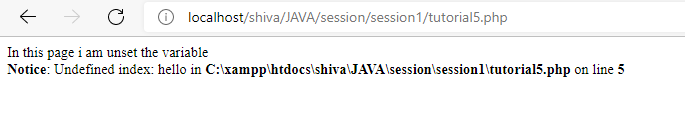 localhost/shiva/JAVA/session/session1/tutorial5.php
In this page i am unset the variable
Notice: Undefined index: hello in C:\xampp\htdocs\shiva\JAVA\session\session1\tutorial5.php on line 5